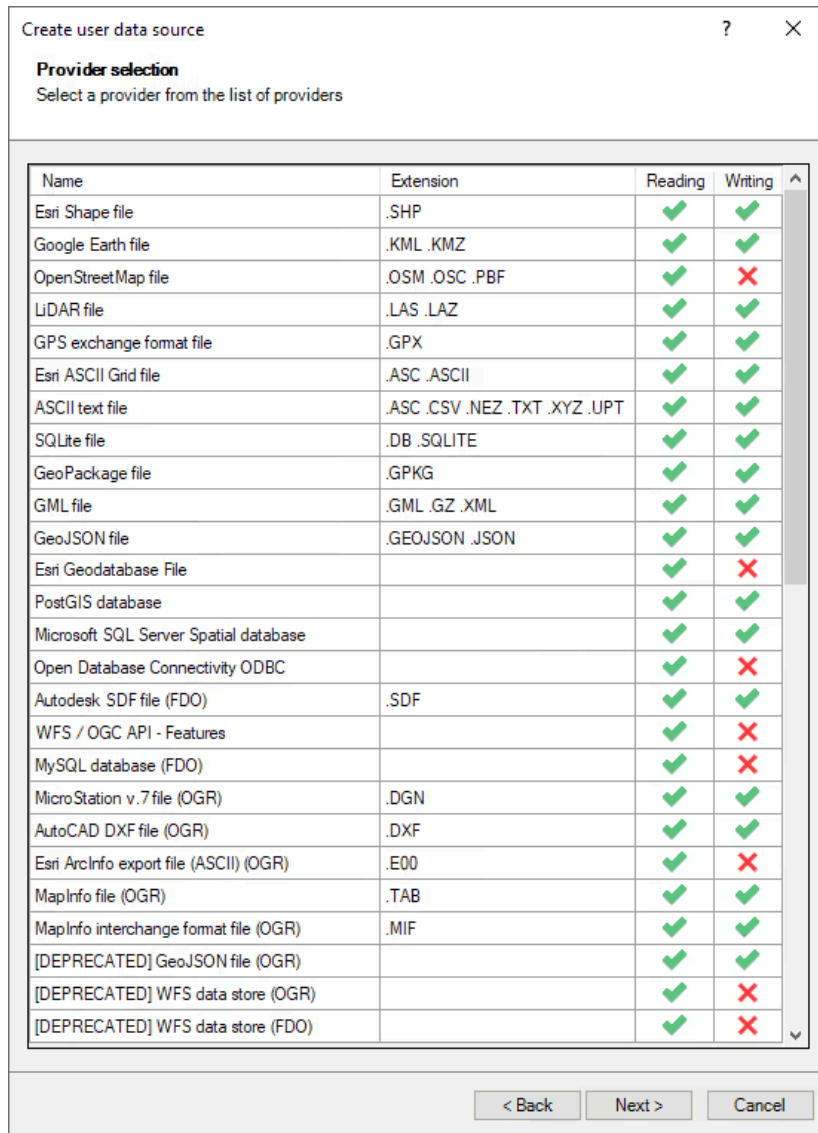 Create user data source ?
Provider selection
Select a provider from the list of providers
Name Extension Reading Writing
Esri Shape file .SHP
Google Earth file .KML .KMZ
OpenStreetMap file .OSM .OSC .PBF
LiDAR file .LAS .LAZ
GPS exchange format file .GPX
Esri ASCII Grid file .ASC .ASCII
ASCII text file .ASC .CSV .NEZ .TXT .XYZ .UPT
SQLite file .DB .SQLITE
GeoPackage file .GPKG
GML file .GML .GZ .XML
GeoJSON file .GEOJSON .JSON
Esri Geodatabase File
PostGIS database
Microsoft SQL Server Spatial database
Open Database Connectivity ODBC
Autodesk SDF file (FDO) .SDF
WFS / OGC API - Features
MySQL database (FDO)
MicroStation v.7 file (OGR) .DGN
AutoCAD DXF file (OGR) .DXF
Esri ArcInfo export file (ASCII) (OGR) .E00
MapInfo file (OGR) .TAB
MapInfo interchange format file (OGR) .MIF
[DEPRECATED] GeoJSON file (OGR)
[DEPRECATED] WFS data store (OGR)
[DEPRECATED] WFS data store (FDO)
< Back Next > Cancel